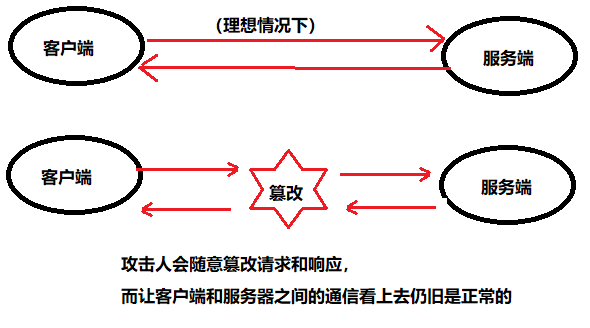 （理想情况下）
客户端
服务端
客户端
篡改
服务端
攻击人会随意篡改请求和响应，
而让客户端和服务器之间的通信看上去仍旧是正常的